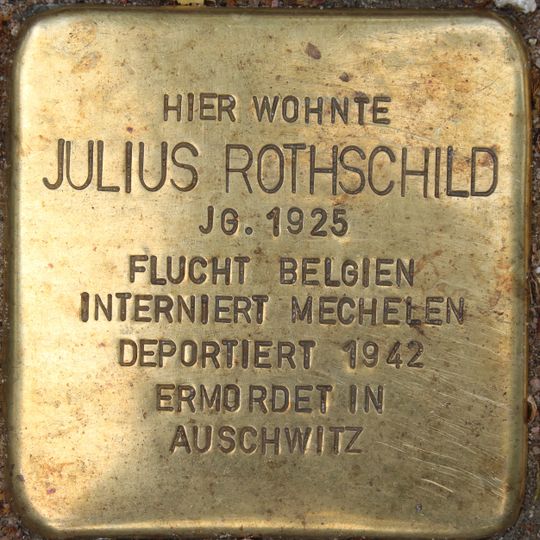 HIER WOHNTE
JULIUS ROTHSCHILD
JG. 1925
FLUCHT BELGIEN
INTERNIERT MECHELEN
DEPORTIERT 1942
ERMORDET IN
AUSCHWITZ